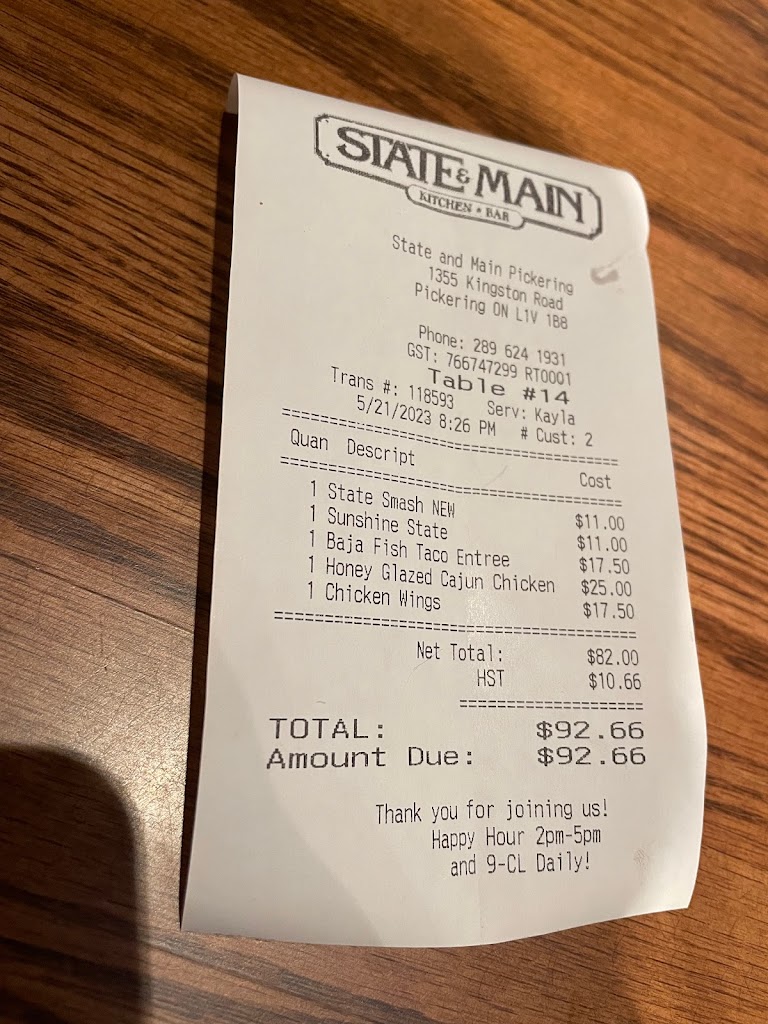 STATE & MAIN
KITCHEN ★ BAR
State and Main Pickering
1355 Kingston Road
Pickering ON L1V 1B8
Phone: 289 624 1931
GST: 766747299 RT0001
Table #14
Trans #: 118593 Serv: Kayla
5/21/2023 8:26 PM # Cust: 2
=====================================
Quan Descript Cost
=====================================
1 State Smash NEW $11.00
1 Sunshine State $11.00
1 Baja Fish Taco Entree $17.50
1 Honey Glazed Cajun Chicken $25.00
1 Chicken Wings $17.50
=====================================
Net Total: $82.00
HST $10.66
====================
TOTAL: $92.66
Amount Due: $92.66
Thank you for joining us!
Happy Hour 2pm-5pm
and 9-CL Daily!